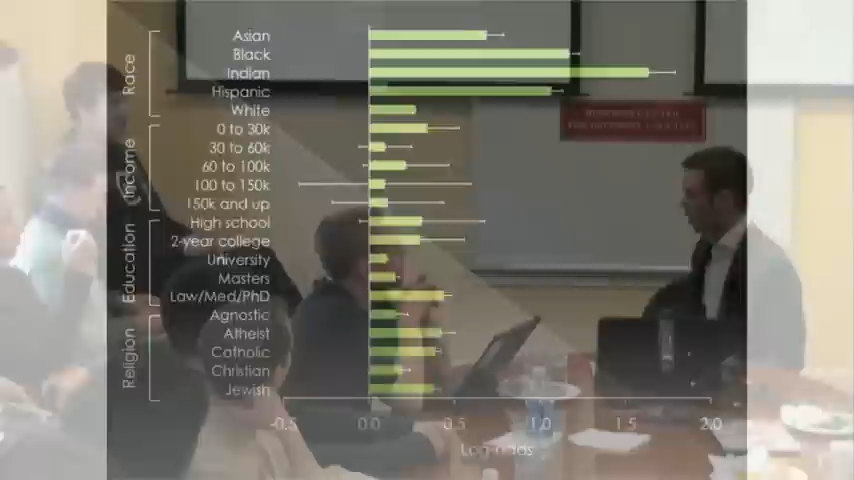 Race
Asian
Black
Indian
Hispanic
White
Income
0 to 30k
30 to 60k
60 to 100k
100 to 150k
150k and up
Education
High school
2-year college
University
Masters
Law/Med/PhD
Religion
Agnostic
Atheist
Catholic
Christian
Jewish
-0.5 0.0 0.5 1.0 1.5 2.0
Log-odds